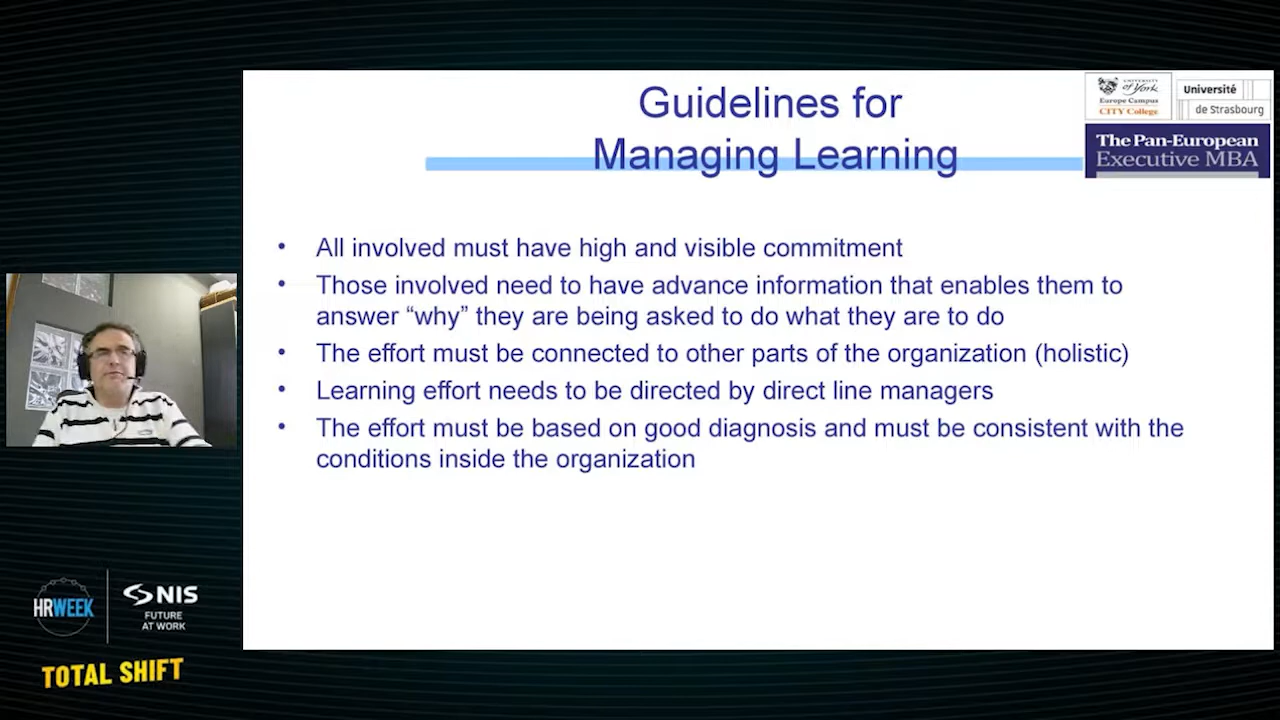 Guidelines for
Managing Learning
UNIVERSITY
of York
Europe Campus
CITY College
Université
de Strasbourg
The Pan-European
Executive MBA
• All involved must have high and visible commitment
• Those involved need to have advance information that enables them to
answer “why” they are being asked to do what they are to do
• The effort must be connected to other parts of the organization (holistic)
• Learning effort needs to be directed by direct line managers
• The effort must be based on good diagnosis and must be consistent with the
conditions inside the organization
HRWEEK
NIS
FUTURE
AT WORK
TOTAL SHIFT